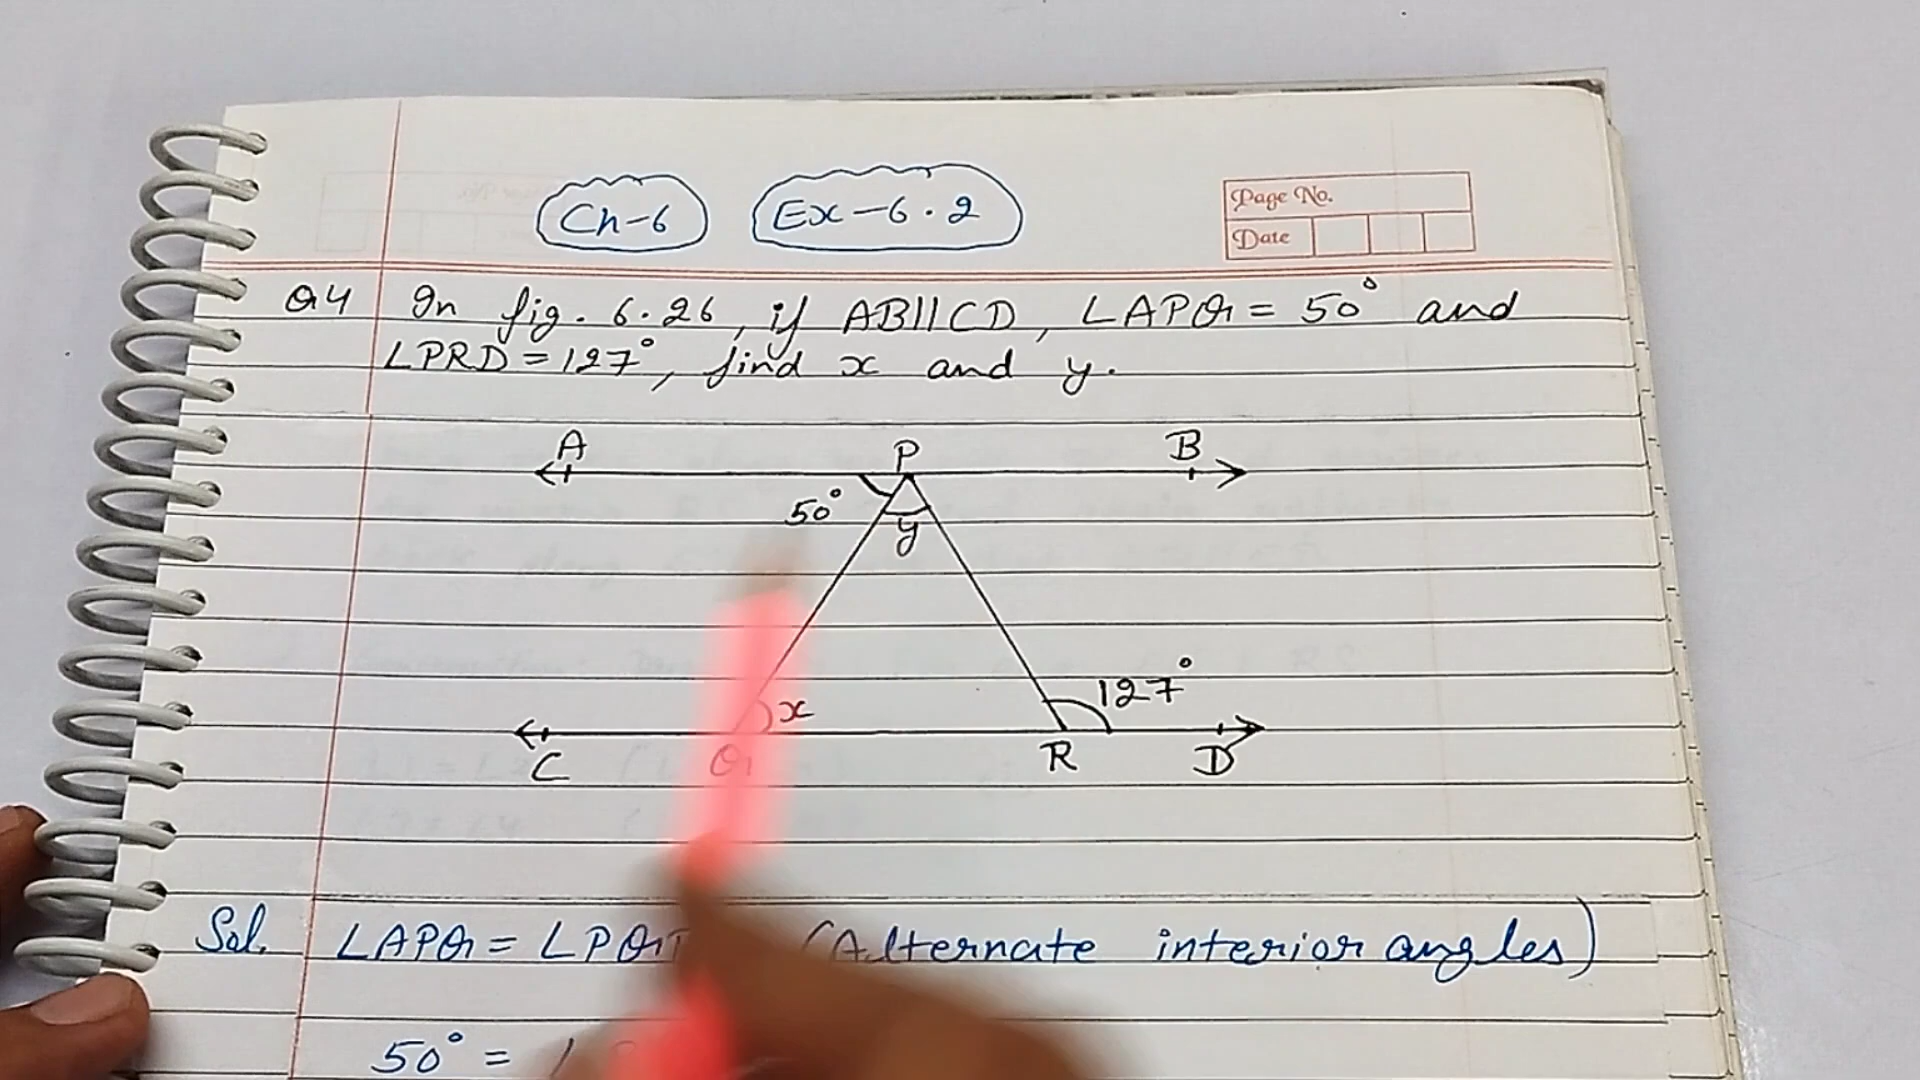 Ch-6 Ex-6.2
Page No.
Date
Q4 In fig. 6.26, if AB||CD, ∠APQ = 50° and
∠PRD = 127°, find x and y.
A P B
50°
y
127°
x
C Q R D
Sol. ∠APQ = (Alternate interior angles)
50° =